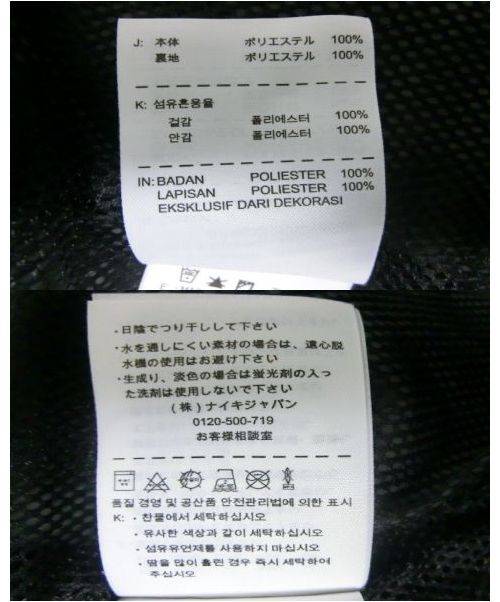 J: 本体 ポリエステル 100%
裏地 ポリエステル 100%
K: 섬유혼용율
겉감 폴리에스터 100%
안감 폴리에스터 100%
IN: BADAN POLIESTER 100%
LAPISAN POLIESTER 100%
EKSKLUSIF DARI DEKORASI
・日陰でつり干しして下さい
・水を通しにくい素材の場合は、遠心脱
水機の使用はお避け下さい
・生成り、淡色の場合は蛍光剤の入っ
た洗剤は使用しないで下さい
(株)ナイキジャパン
0120-500-719
お客様相談室
품질 경영 및 공산품 안전관리법에 의한 표시
K: ・찬물에서 세탁하십시오
・유사한 색상과 같이 세탁하십시오
・섬유유연제를 사용하지 마십시오
・땀을 많이 흘린 경우 즉시 세탁하여
주십시오